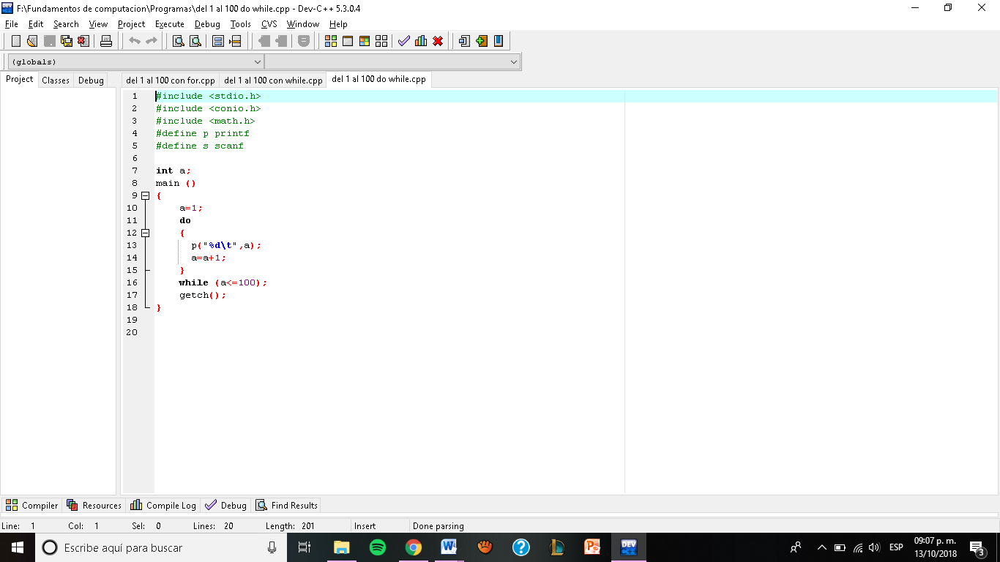 F:\Fundamentos de computacion\Programas\del 1 al 100 do while.cpp - Dev-C++ 5.3.0.4
File Edit Search View Project Execute Debug Tools CVS Window Help
(globals)
Project Classes Debug
del 1 al 100 con for.cpp del 1 al 100 con while.cpp del 1 al 100 do while.cpp
1 #include <stdio.h>
2 #include <conio.h>
3 #include <math.h>
4 #define p printf
5 #define s scanf
6
7 int a;
8 main ()
9 {
10 a=1;
11 do
12 {
13 p("%d\t",a);
14 a=a+1;
15 }
16 while (a<=100);
17 getch();
18 }
19
20
Compiler Resources Compile Log Debug Find Results
Line: 1 Col: 1 Sel: 0 Lines: 20 Length: 201 Insert Done parsing
Escribe aquí para buscar
ESP
09:07 p. m.
13/10/2018
3